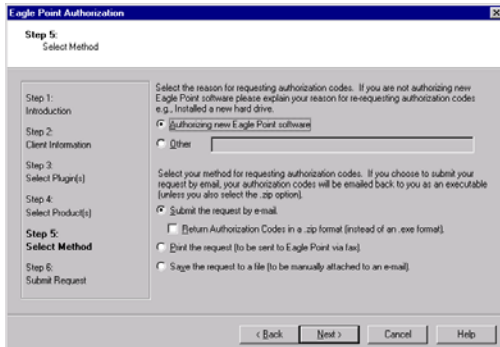 Eagle Point Authorization
Step 5:
Select Method
Step 1:
Introduction
Step 2:
Client Information
Step 3:
Select Plugin(s)
Step 4:
Select Product(s)
Step 5:
Select Method
Step 6:
Submit Request
Select the reason for requesting authorization codes. If you are not authorizing new
Eagle Point software please explain your reason for re-requesting authorization codes
e.g., Installed a new hard drive.
Authorizing new Eagle Point software
Other
Select your method for requesting authorization codes. If you choose to submit your
request by email, your authorization codes will be emailed back to you as an executable
(unless you also select the .zip option).
Submit the request by e-mail.
Return Authorization Codes in a .zip format (instead of an .exe format).
Print the request (to be sent to Eagle Point via fax).
Save the request to a file (to be manually attached to an e-mail).
< Back
Next >
Cancel
Help